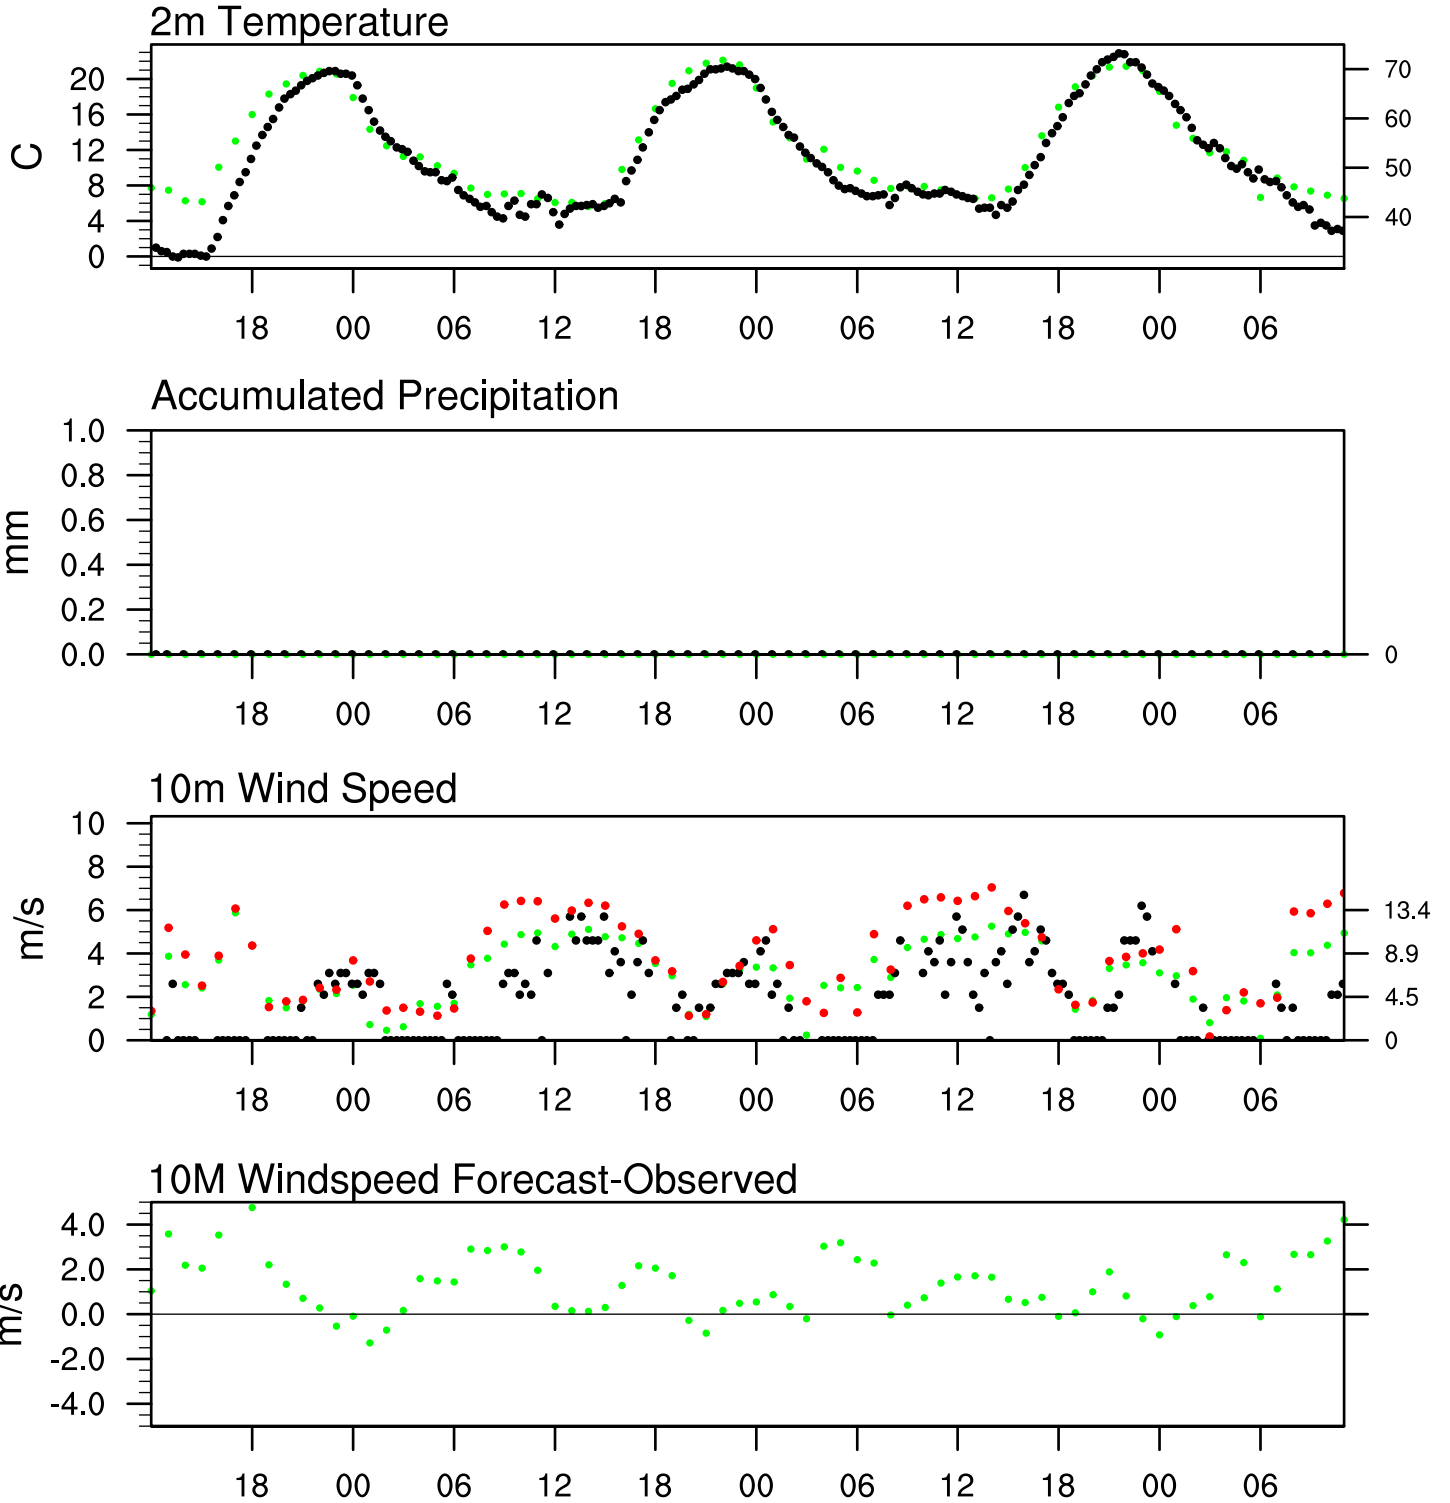 2m Temperature
C
20
16
12
8
4
0
70
60
50
40
18 00 06 12 18 00 06 12 18 00 06
Accumulated Precipitation
mm
1.0
0.8
0.6
0.4
0.2
0.0
0
18 00 06 12 18 00 06 12 18 00 06
10m Wind Speed
m/s
10
8
6
4
2
0
13.4
8.9
4.5
0
18 00 06 12 18 00 06 12 18 00 06
10M Windspeed Forecast-Observed
m/s
4.0
2.0
0.0
-2.0
-4.0
18 00 06 12 18 00 06 12 18 00 06